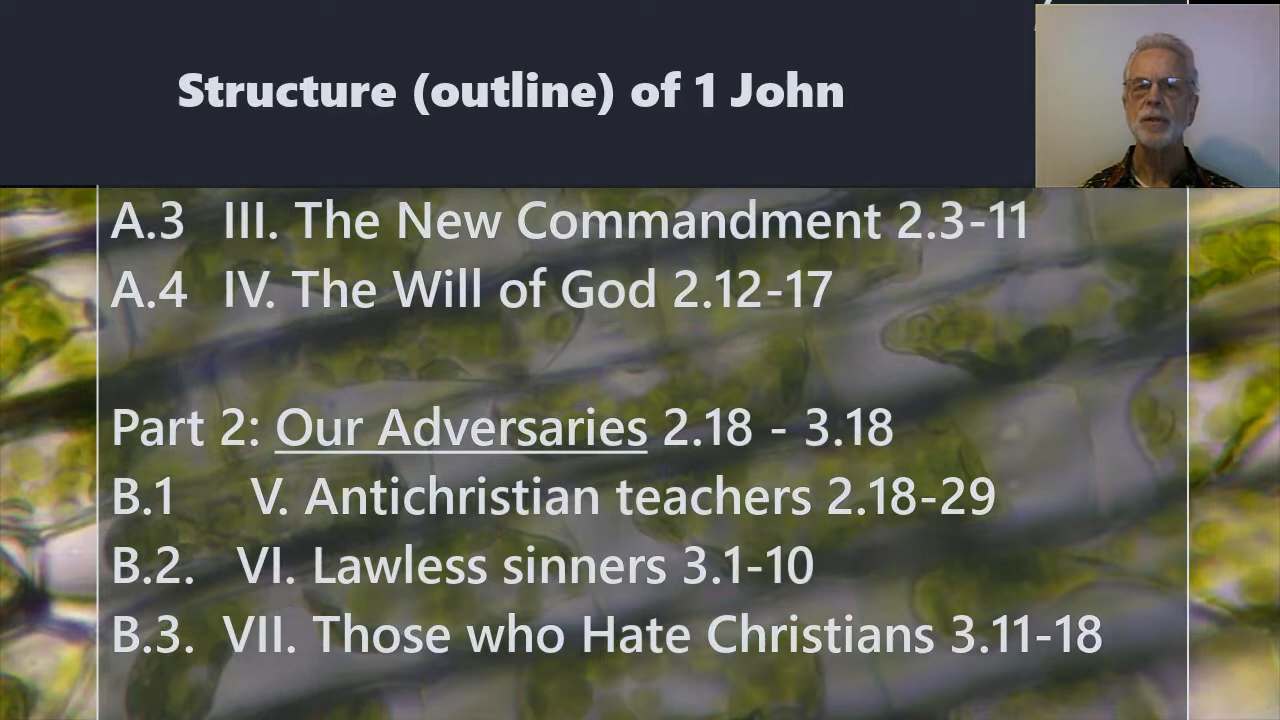 Structure (outline) of 1 John
A.3 III. The New Commandment 2.3-11
A.4 IV. The Will of God 2.12-17
Part 2: Our Adversaries 2.18 - 3.18
B.1 V. Antichristian teachers 2.18-29
B.2. VI. Lawless sinners 3.1-10
B.3. VII. Those who Hate Christians 3.11-18